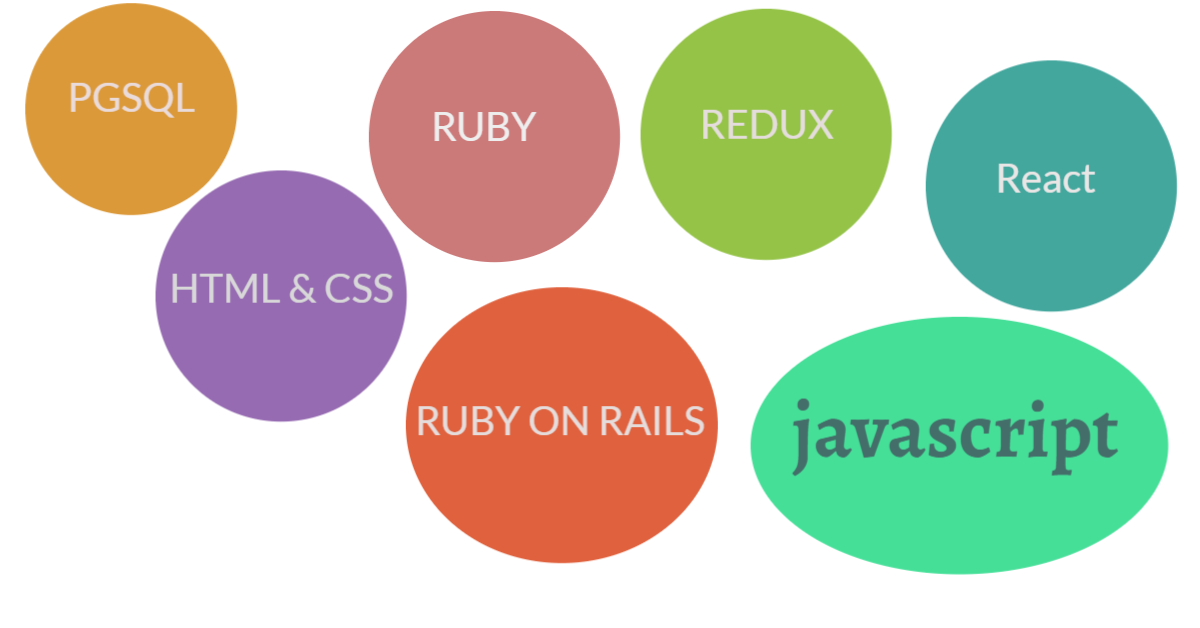 PGSQL
RUBY
REDUX
React
HTML & CSS
RUBY ON RAILS
javascript